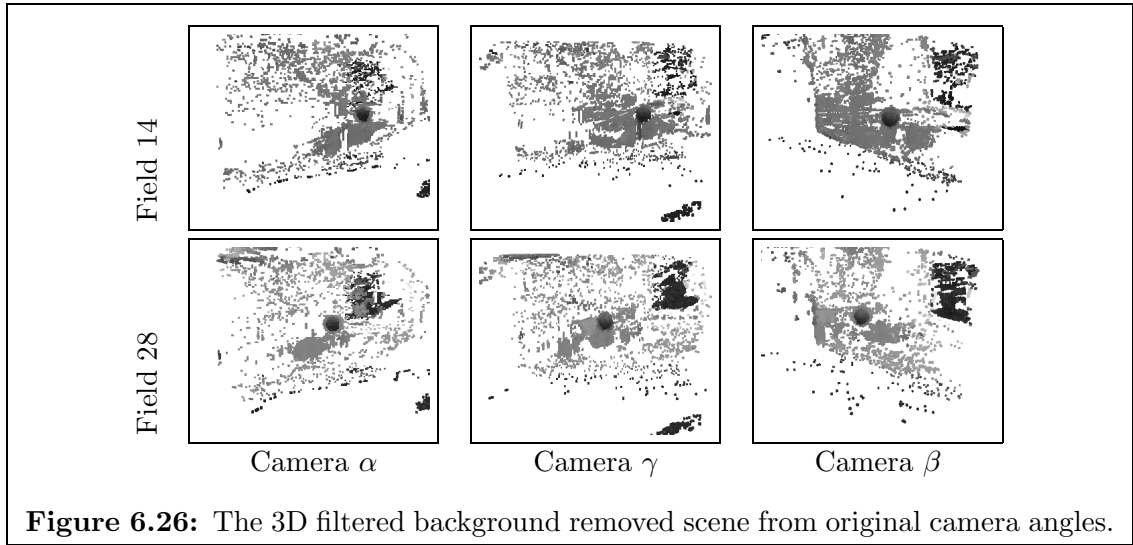 Field 14
Field 28
Camera α
Camera γ
Camera β
Figure 6.26: The 3D filtered background removed scene from original camera angles.